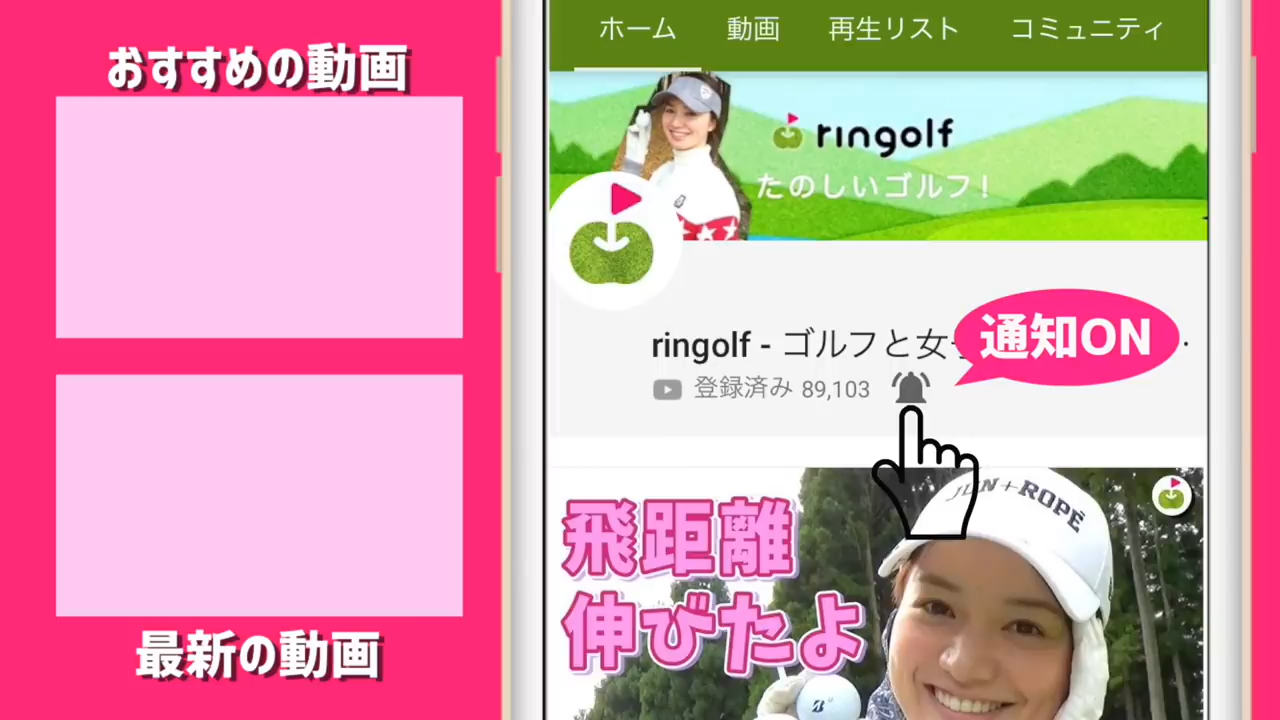 おすすめの動画
最新の動画
ホーム 動画 再生リスト コミュニティ
ringolf
たのしいゴルフ!
ringolf - ゴルフと女
通知ON
登録済み 89,103
JUN+ROPÉ
飛距離
伸びたよ
B